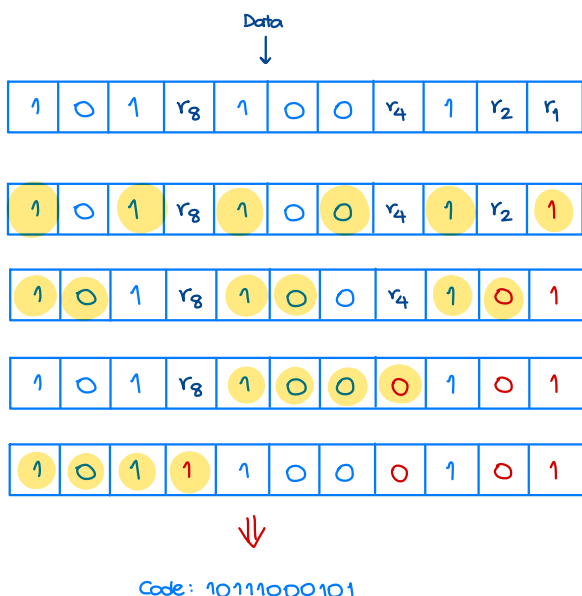 Data
1 0 1 r8 1 0 0 r4 1 r2 r1
1 0 1 r8 1 0 0 r4 1 r2 1
1 0 1 r8 1 0 0 r4 1 0 1
1 0 1 r8 1 0 0 0 1 0 1
1 0 1 1 1 0 0 0 1 0 1
Code: 10111000101